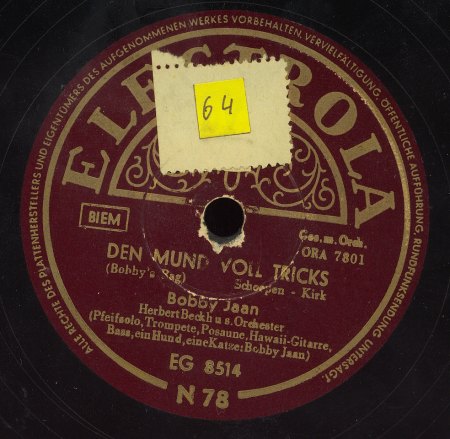 ALLE RECHTE DES PLATTENHERSTELLERS UND EIGENTÜMERS DES AUFGENOMMENEN WERKES VORBEHALTEN. VERVIELFÄLTIGUNG, ÖFFENTLICHE AUFFÜHRUNG, RUNDFUNKSENDUNG UNTERSAGT.
ELECTROLA
64
BIEM
Ges. m. Orch.
ORA 7801
DEN MUND VOLL TRICKS
(Bobby's Rag) Schoepen - Kirk
Bobby Jaan
Herbert Beckh u s. Orchester
(Pfeifsolo, Trompete, Posaune, Hawaii-Gitarre,
Bass, ein Hund, eine Katze: Bobby Jaan)
EG 8514
N 78